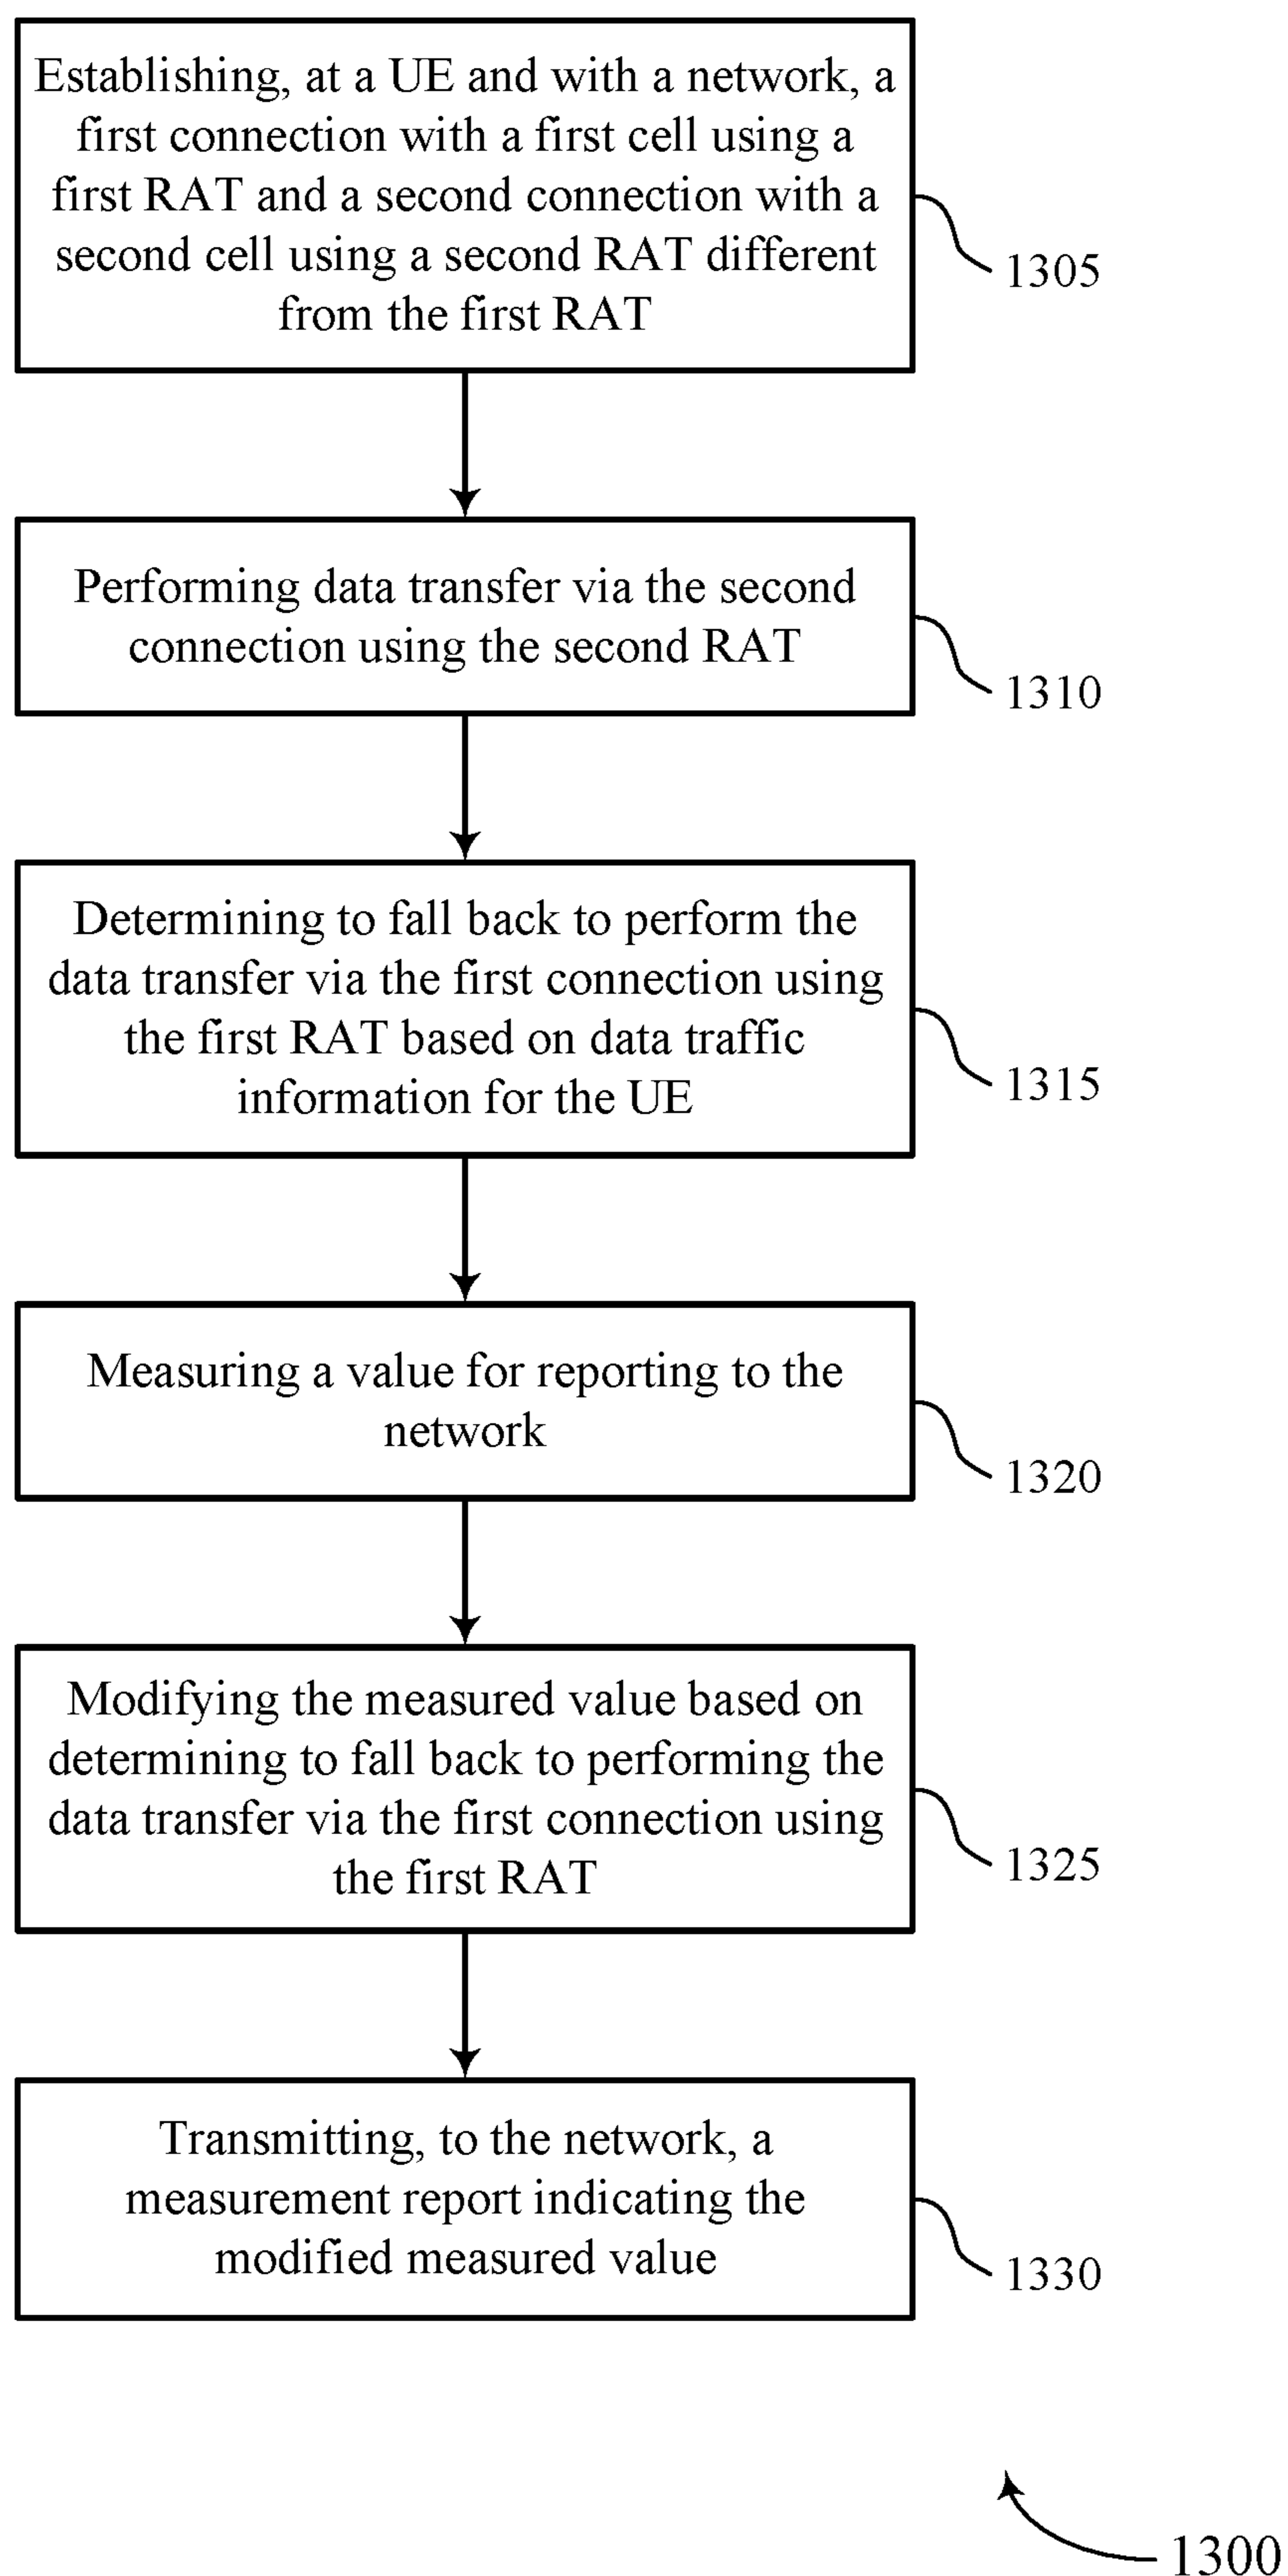 Establishing, at a UE and with a network, a
first connection with a first cell using a
first RAT and a second connection with a
second cell using a second RAT different
from the first RAT
1305
Performing data transfer via the second
connection using the second RAT
1310
Determining to fall back to perform the
data transfer via the first connection using
the first RAT based on data traffic
information for the UE
1315
Measuring a value for reporting to the
network
1320
Modifying the measured value based on
determining to fall back to performing the
data transfer via the first connection using
the first RAT
1325
Transmitting, to the network, a
measurement report indicating the
modified measured value
1330
1300